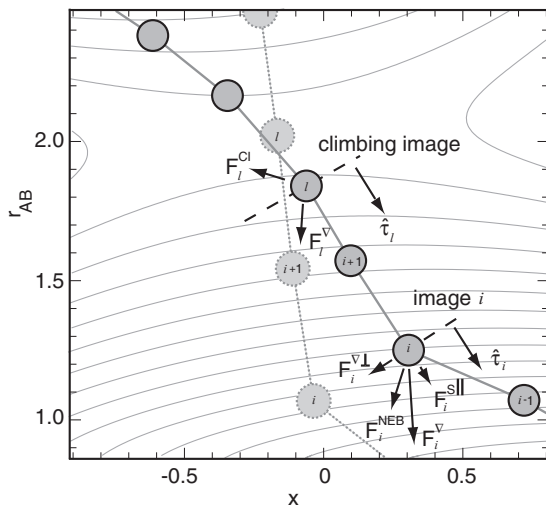 2.0
1.5
1.0
r_AB
-0.5
0
0.5
x
l
climbing image
F_l^CI
l
τ̂_l
F_l^∇
i+1
i+1
image i
i
τ̂_i
F_i^∇⊥
F_i^S||
F_i^NEB
F_i^∇
i
i-1